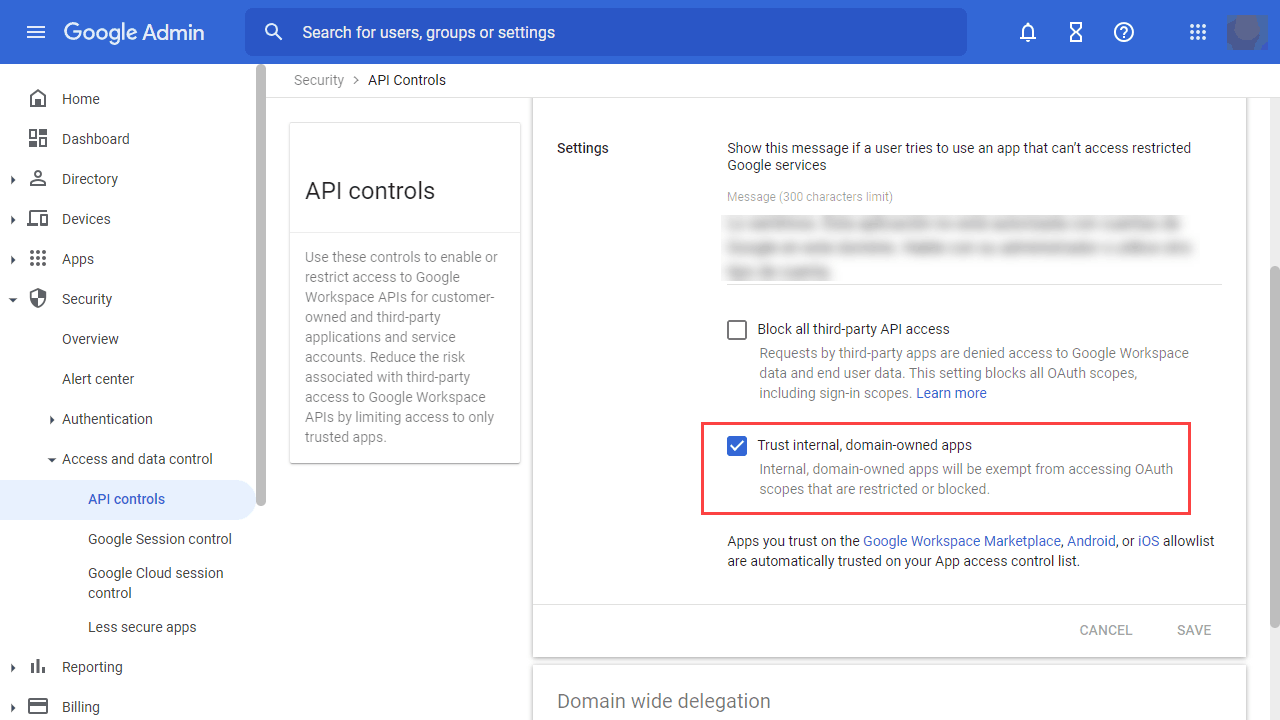 Google Admin
Search for users, groups or settings
Home
Dashboard
Directory
Devices
Apps
Security
Overview
Alert center
Authentication
Access and data control
API controls
Google Session control
Google Cloud session
control
Less secure apps
Reporting
Billing
Security > API Controls
API controls
Use these controls to enable or
restrict access to Google
Workspace APIs for customer-
owned and third-party
applications and service
accounts. Reduce the risk
associated with third-party
access to Google Workspace
APIs by limiting access to only
trusted apps.
Settings
Show this message if a user tries to use an app that can’t access restricted
Google services
Message (300 characters limit)
Block all third-party API access
Requests by third-party apps are denied access to Google Workspace
data and end user data. This setting blocks all OAuth scopes,
including sign-in scopes. Learn more
Trust internal, domain-owned apps
Internal, domain-owned apps will be exempt from accessing OAuth
scopes that are restricted or blocked.
Apps you trust on the Google Workspace Marketplace, Android, or iOS allowlist
are automatically trusted on your App access control list.
CANCEL
SAVE
Domain wide delegation